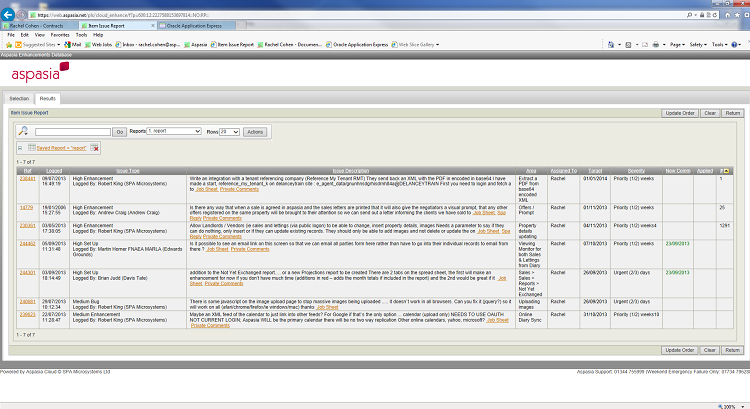 https://web.aspasia.net/pls/cloud_enhance/f?p=
Rachel Cohen - Contracts
Item Issue Report
Oracle Application Express
File Edit View Favorites Tools Help
Suggested Sites Mail Web Jobs Inbox - rachel.cohen@asp... Aspasia Item Issue Report Rachel Cohen - Documen... Oracle Application Express Web Slice Gallery
Page Safety Tools
Aspasia Enhancements Database
aspasia
Selection Results
Item Issue Report Update Order Clear Return
Go Reports 1. report Rows 20 Actions
Saved Report = "report"
1 - 7 of 7
Ref Logged Issue Type Issue Description Area Assigned To Target Severity New Comm Applied
09/07/2013 High Enhancement Write an integration with a tenant referencing company (Reference My Tenant RMT) They send back an XML with the PDF in encoded in base64. I have Extract a Rachel 01/01/2014 Priority (1/2) weeks 1
16:49:19 Logged By: Robert King (SPA Microsystems) made a start, reference_my_tenant_x on delanceytrain site : First you need to login and fetch a PDF from
to Job Sheet Private Comments base64
encoded
XML
14779 19/01/2006 High Enhancement Is there any way that when a sale is agreed in aspasia and the sales letters are printed that it will also give the negotiators a visual prompt, that any other Offers / Rachel 01/11/2013 Priority (1/2) weeks 25
15:27:55 Logged By: Andrew Craig (Andrew Craig) offers registered on the same property will be brought to their attention so we can send out a letter informing the clients we have said to Job Sheet Spa Prompt
Reply Private Comments
03/05/2013 High Enhancement Allow Landlords / Vendors (ie sales and lettings (via public logon) to be able to change, insert property details, images Needs a parameter to say if they Property Rachel 04/11/2013 Priority (1/2) weeks4 1291
17:38:05 Logged By: Robert King (SPA Microsystems) can do nothing, only insert or if they can update existing records. They should only be able to add images and not delete or update the on Job Sheet Spa details
Reply Private Comments updating
244462 05/09/2013 High Set Up Is it possible to see an email link on this screen so that we can email all parties form here rather than have to go into their individual records to email from Viewing Rachel 07/10/2013 Priority (1/2) weeks 23/09/2013
11:31:48 Logged By: Martin Hemer FNAEA MARLA (Edwards there ? Job Sheet Private Comments Monitor for
Grounds) both Sales &
Lettings
from Diary
244301 03/09/2013 High Set Up addition to the Not Yet Exchanged report.... or a new Projections report to be created There are 2 tabs on the spread sheet, the first will make an Sales > Rachel 26/09/2013 Urgent (2/3) days 23/09/2013
18:14:49 Logged By: Brian Judd (Davis Tate) enhancement for now if you don't have much time (additions in red – adds the month totals if included in the report) and the 2nd would be great if it Job Sales >
Sheet Private Comments Reports >
Not Yet
Exchanged
29/07/2013 Medium Bug There is some javascript on the image upload page to stop massive images being uploaded ..... it doesn't work in all browsers. Can you fix it (jquery?) so it Uploading Rachel 26/09/2013 Urgent (2/3) days
10:12:34 Logged By: Robert King (SPA Microsystems) will work on all (safari/chrome/firefox/ie windows/mac) thanks Job Sheet images
22/07/2013 Medium Enhancement Maybe an XML feed of the calendar to just link into other feeds? For Google if that's the only option... calendar (upload only) NEEDS TO USE OAUTH Online Rachel 31/10/2013 Priority (1/2) weeks18
11:20:47 Logged By: Robert King (SPA Microsystems) NOT CURRENT LOGIN, Aspasia WILL be the primary calendar there will be no two way replication Other online calendars, yahoo, microsoft? Job Sheet Diary Sync
Private Comments
1 - 7 of 7
Update Order Clear Return
Powered by Aspasia Cloud © SPA Microsystems Ltd Aspasia Support: 01344 755999 (Weekend Emergency Failure Only:
100%